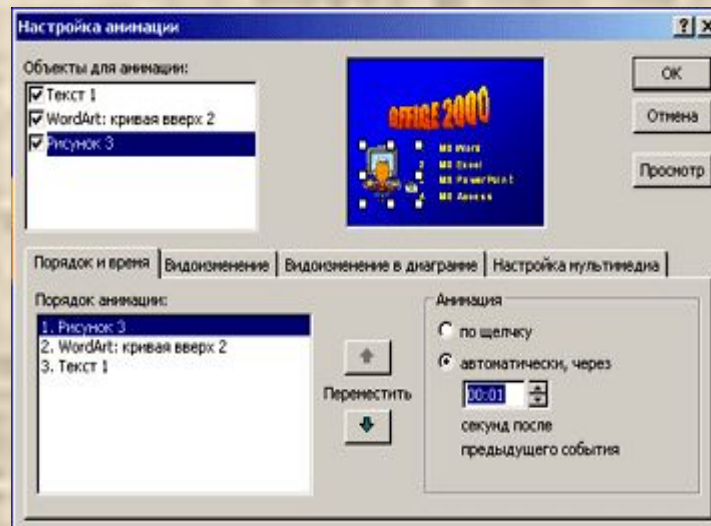 Настройка анимации
Объекты для анимации:
Текст 1
WordArt: кривая вверх 2
Рисунок 3
OFFICE 2000
MS Word
2 MS Excel
MS PowerPoint
MS Access
ОК
Отмена
Просмотр
Порядок и время
Видоизменение
Видоизменение в диаграмме
Настройка мультимедиа
Порядок анимации:
1. Рисунок 3
2. WordArt: кривая вверх 2
3. Текст 1
Переместить
Анимация
по щелчку
автоматически, через
00:01
секунд после
предыдущего события